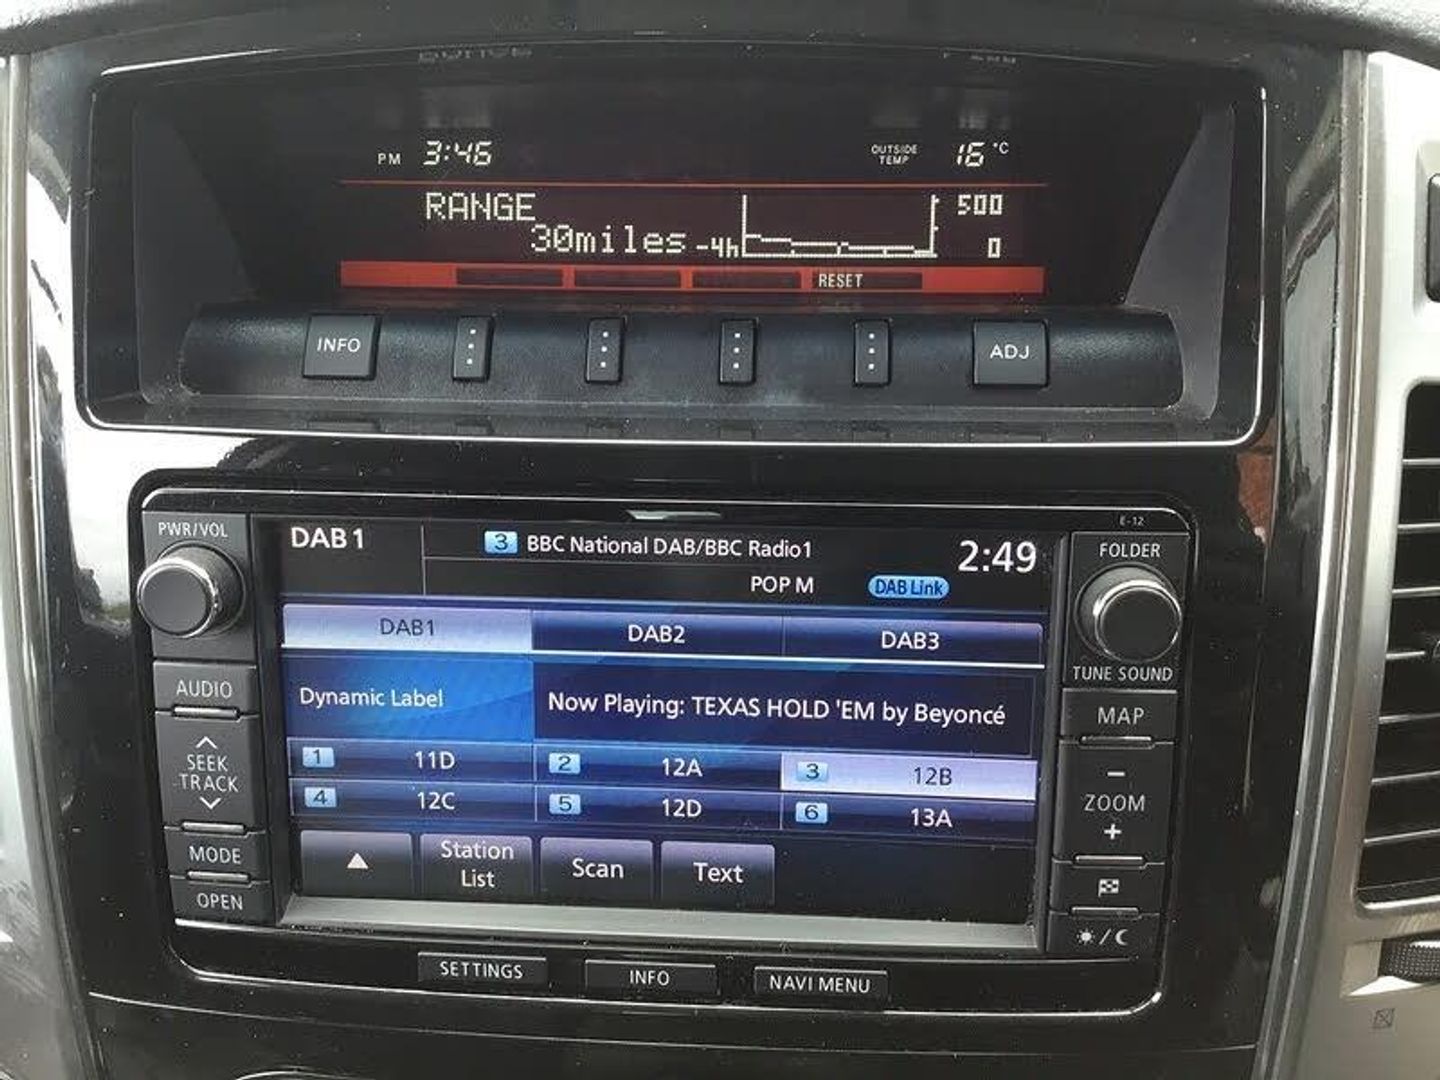 PM 3:46 OUTSIDE TEMP 16 °C
RANGE 500
30miles -4h 0
RESET
INFO ADJ
E-12
PWR/VOL DAB 1 3 BBC National DAB/BBC Radio1 2:49 FOLDER
POP M DAB Link
DAB1 DAB2 DAB3
TUNE SOUND
AUDIO Dynamic Label Now Playing: TEXAS HOLD 'EM by Beyoncé MAP
SEEK TRACK 1 11D 2 12A 3 12B
4 12C 5 12D 6 13A - ZOOM +
MODE ▲ Station List Scan Text
OPEN
SETTINGS INFO NAVI MENU